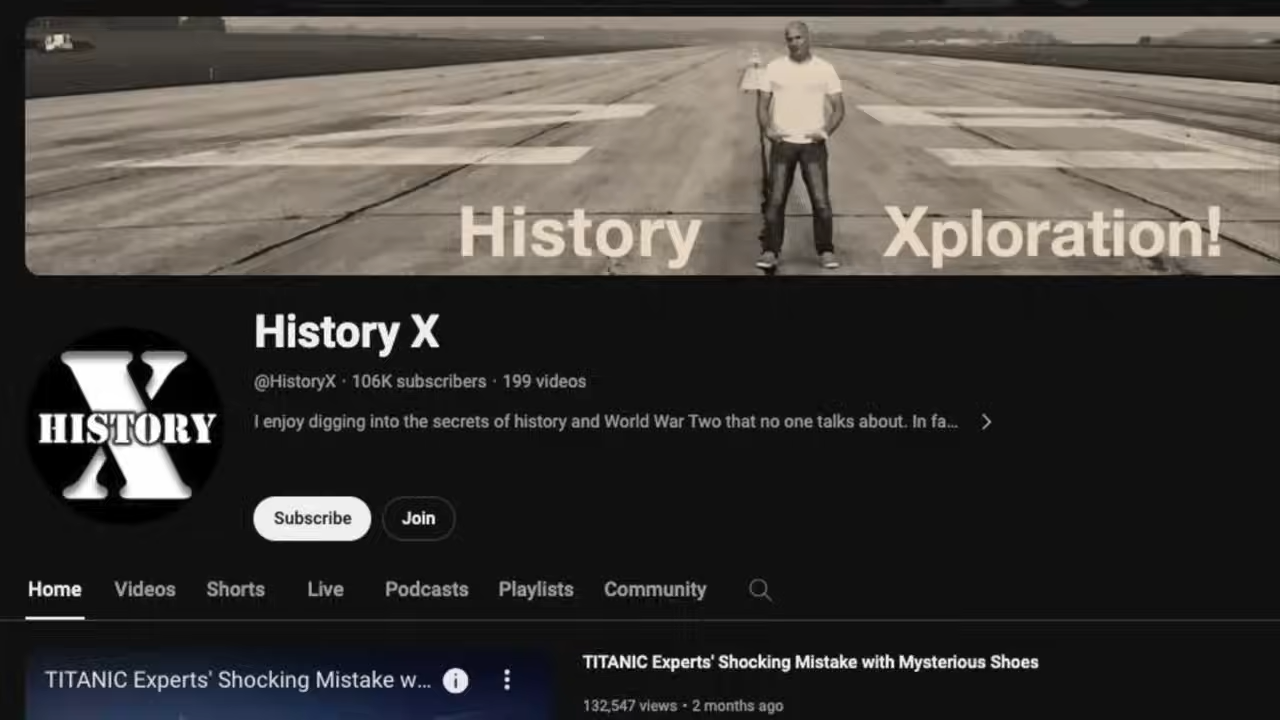 History Xploration!
History X
@HistoryX · 106K subscribers · 199 videos
I enjoy digging into the secrets of history and World War Two that no one talks about. In fa...
X
HISTORY
Subscribe Join
Home Videos Shorts Live Podcasts Playlists Community
TITANIC Experts' Shocking Mistake w...
TITANIC Experts' Shocking Mistake with Mysterious Shoes
132,547 views • 2 months ago